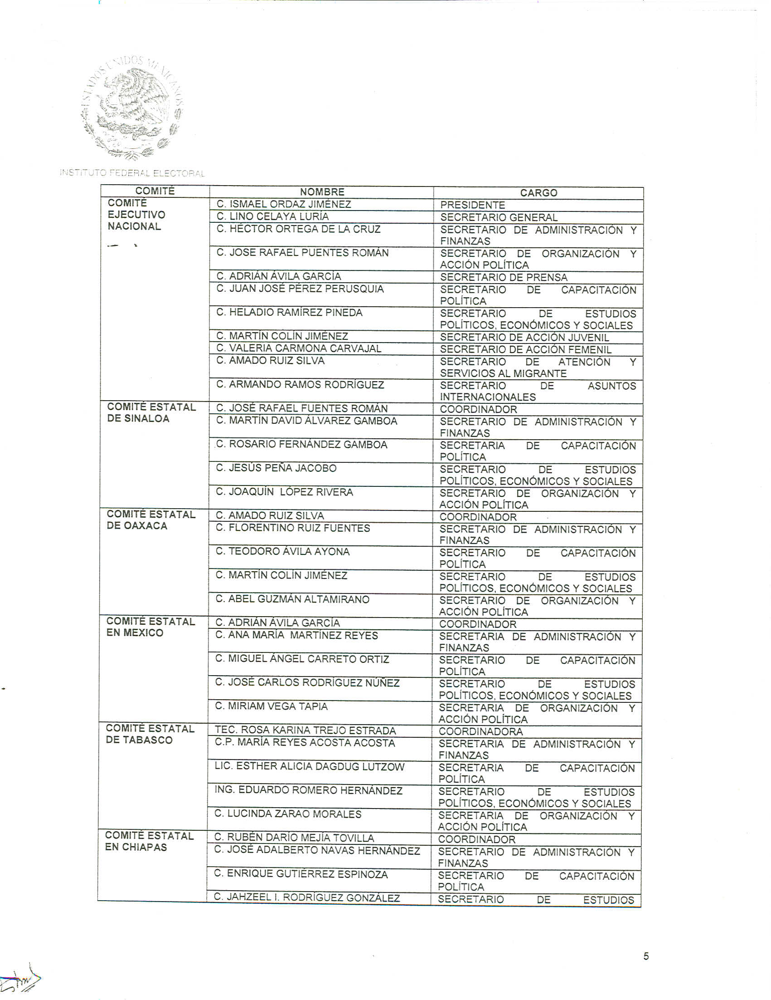 ESTADOS UNIDOS MEXICANOS
INSTITUTO FEDERAL ELECTORAL
COMITÉ NOMBRE CARGO
COMITÉ EJECUTIVO NACIONAL
C. ISMAEL ORDAZ JIMÉNEZ PRESIDENTE
C. LINO CELAYA LURÍA SECRETARIO GENERAL
C. HÉCTOR ORTEGA DE LA CRUZ SECRETARIO DE ADMINISTRACIÓN Y
FINANZAS
C. JOSE RAFAEL PUENTES ROMÁN SECRETARIO DE ORGANIZACIÓN Y
ACCIÓN POLÍTICA
C. ADRIÁN ÁVILA GARCÍA SECRETARIO DE PRENSA
C. JUAN JOSÉ PÉREZ PERUSQUIA SECRETARIO DE CAPACITACIÓN
POLÍTICA
C. HELADIO RAMÍREZ PINEDA SECRETARIO DE ESTUDIOS
POLÍTICOS, ECONÓMICOS Y SOCIALES
C. MARTÍN COLÍN JIMÉNEZ SECRETARIO DE ACCIÓN JUVENIL
C. VALERIA CARMONA CARVAJAL SECRETARIO DE ACCIÓN FEMENIL
C. AMADO RUIZ SILVA SECRETARIO DE ATENCIÓN Y
SERVICIOS AL MIGRANTE
C. ARMANDO RAMOS RODRÍGUEZ SECRETARIO DE ASUNTOS
INTERNACIONALES
COMITÉ ESTATAL C. JOSÉ RAFAEL FUENTES ROMÁN COORDINADOR
DE SINALOA C. MARTÍN DAVID ÁLVAREZ GAMBOA SECRETARIO DE ADMINISTRACIÓN Y
FINANZAS
C. ROSARIO FERNÁNDEZ GAMBOA SECRETARIA DE CAPACITACIÓN
POLÍTICA
C. JESÚS PEÑA JACOBO SECRETARIO DE ESTUDIOS
POLÍTICOS, ECONÓMICOS Y SOCIALES
C. JOAQUÍN LÓPEZ RIVERA SECRETARIO DE ORGANIZACIÓN Y
ACCIÓN POLÍTICA
COMITÉ ESTATAL C. AMADO RUIZ SILVA COORDINADOR
DE OAXACA C. FLORENTINO RUIZ FUENTES SECRETARIO DE ADMINISTRACIÓN Y
FINANZAS
C. TEODORO ÁVILA AYONA SECRETARIO DE CAPACITACIÓN
POLÍTICA
C. MARTÍN COLÍN JIMÉNEZ SECRETARIO DE ESTUDIOS
POLÍTICOS, ECONÓMICOS Y SOCIALES
C. ABEL GUZMÁN ALTAMIRANO SECRETARIO DE ORGANIZACIÓN Y
ACCIÓN POLÍTICA
COMITÉ ESTATAL C. ADRIÁN ÁVILA GARCÍA COORDINADOR
EN MEXICO C. ANA MARÍA MARTÍNEZ REYES SECRETARIA DE ADMINISTRACIÓN Y
FINANZAS
C. MIGUEL ÁNGEL CARRETO ORTIZ SECRETARIO DE CAPACITACIÓN
POLÍTICA
C. JOSÉ CARLOS RODRÍGUEZ NÚÑEZ SECRETARIO DE ESTUDIOS
POLÍTICOS, ECONÓMICOS Y SOCIALES
C. MIRIAM VEGA TAPIA SECRETARIA DE ORGANIZACIÓN Y
ACCIÓN POLÍTICA
COMITÉ ESTATAL TEC. ROSA KARINA TREJO ESTRADA COORDINADORA
DE TABASCO C.P. MARÍA REYES ACOSTA ACOSTA SECRETARIA DE ADMINISTRACIÓN Y
FINANZAS
LIC. ESTHER ALICIA DAGDUG LUTZOW SECRETARIA DE CAPACITACIÓN
POLÍTICA
ING. EDUARDO ROMERO HERNÁNDEZ SECRETARIO DE ESTUDIOS
POLÍTICOS, ECONÓMICOS Y SOCIALES
C. LUCINDA ZARAO MORALES SECRETARIA DE ORGANIZACIÓN Y
ACCIÓN POLÍTICA
COMITÉ ESTATAL C. RUBÉN DARÍO MEJÍA TOVILLA COORDINADOR
EN CHIAPAS C. JOSÉ ADALBERTO NAVAS HERNÁNDEZ SECRETARIO DE ADMINISTRACIÓN Y
FINANZAS
C. ENRIQUE GUTIÉRREZ ESPINOZA SECRETARIO DE CAPACITACIÓN
POLÍTICA
C. JAHZEEL I. RODRÍGUEZ GONZÁLEZ SECRETARIO DE ESTUDIOS
5